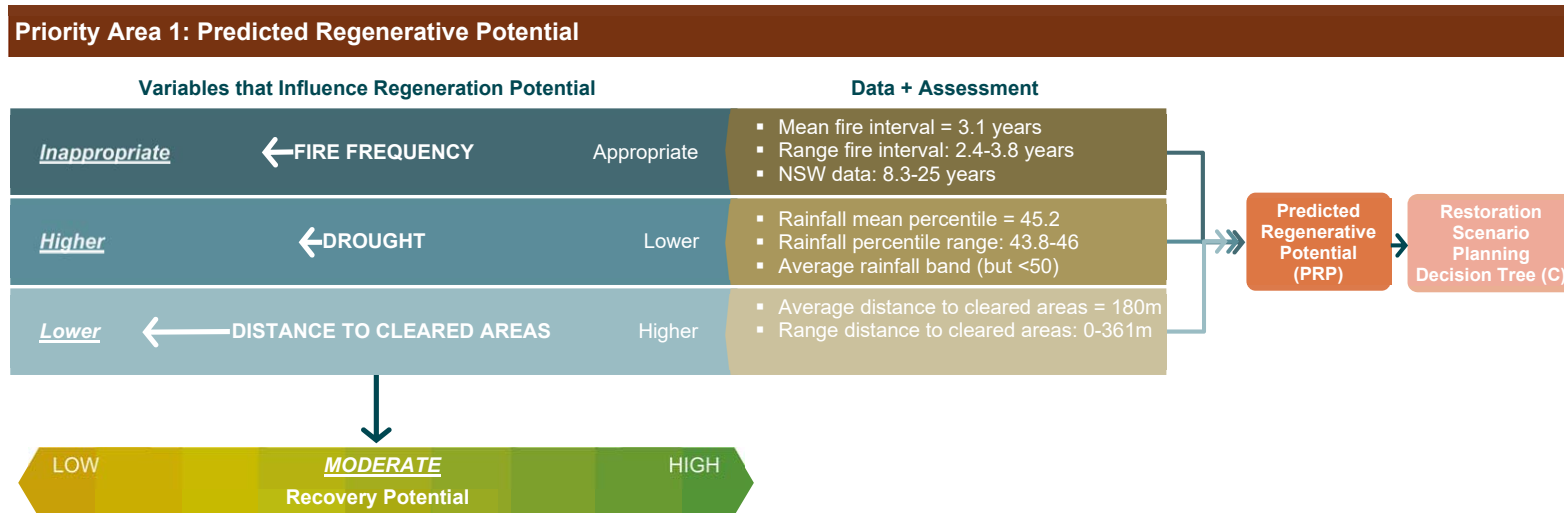 Priority Area 1: Predicted Regenerative Potential
Variables that Influence Regeneration Potential
Data + Assessment
Inappropriate
FIRE FREQUENCY
Appropriate
▪ Mean fire interval = 3.1 years
▪ Range fire interval: 2.4-3.8 years
▪ NSW data: 8.3-25 years
Higher
DROUGHT
Lower
▪ Rainfall mean percentile = 45.2
▪ Rainfall percentile range: 43.8-46
▪ Average rainfall band (but <50)
Lower
DISTANCE TO CLEARED AREAS
Higher
▪ Average distance to cleared areas = 180m
▪ Range distance to cleared areas: 0-361m
Predicted
Regenerative
Potential
(PRP)
Restoration
Scenario
Planning
Decision Tree (C)
LOW
MODERATE
HIGH
Recovery Potential